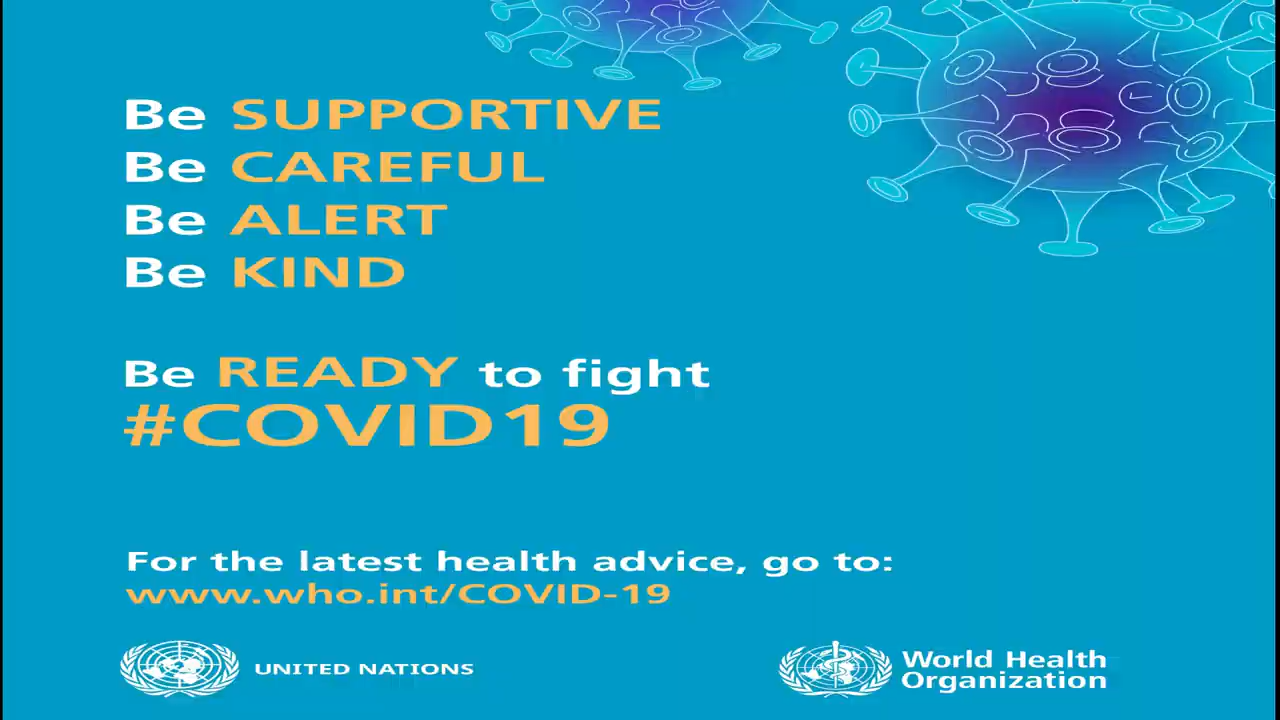 Be SUPPORTIVE
Be CAREFUL
Be ALERT
Be KIND
Be READY to fight
#COVID19
For the latest health advice, go to:
www.who.int/COVID-19
UNITED NATIONS
World Health
Organization